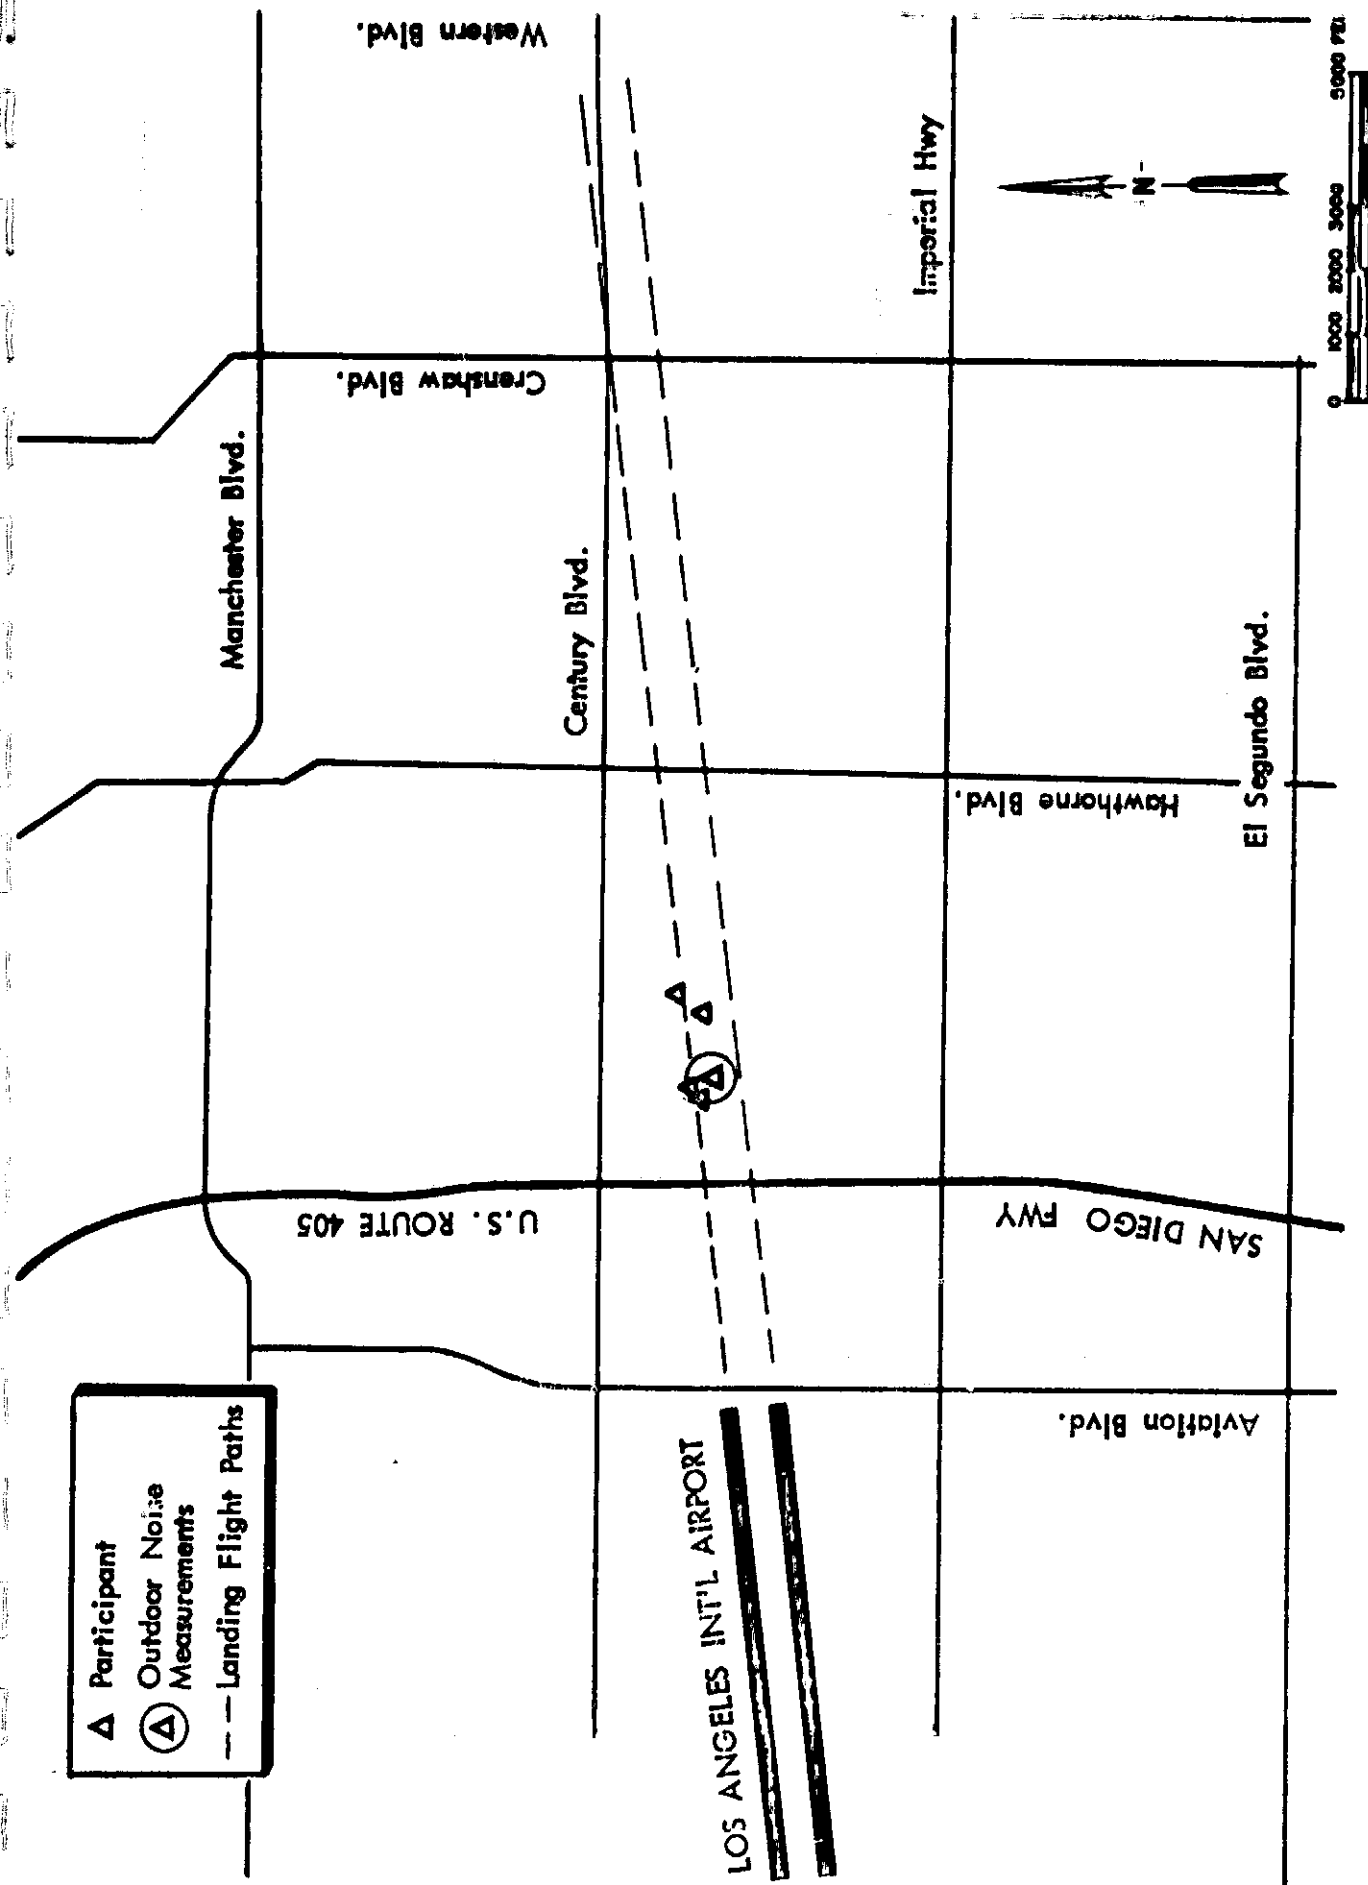 Participant
Outdoor Noise
Measurements
Landing Flight Paths
Manchester Blvd.
Century Blvd.
Imperial Hwy
El Segundo Blvd.
LOS ANGELES INT'L AIRPORT
U.S. ROUTE 405
SAN DIEGO FWY
Aviation Blvd.
Hawthorne Blvd.
Crenshaw Blvd.
Western Blvd.
N
0 1000 2000 3000 5000